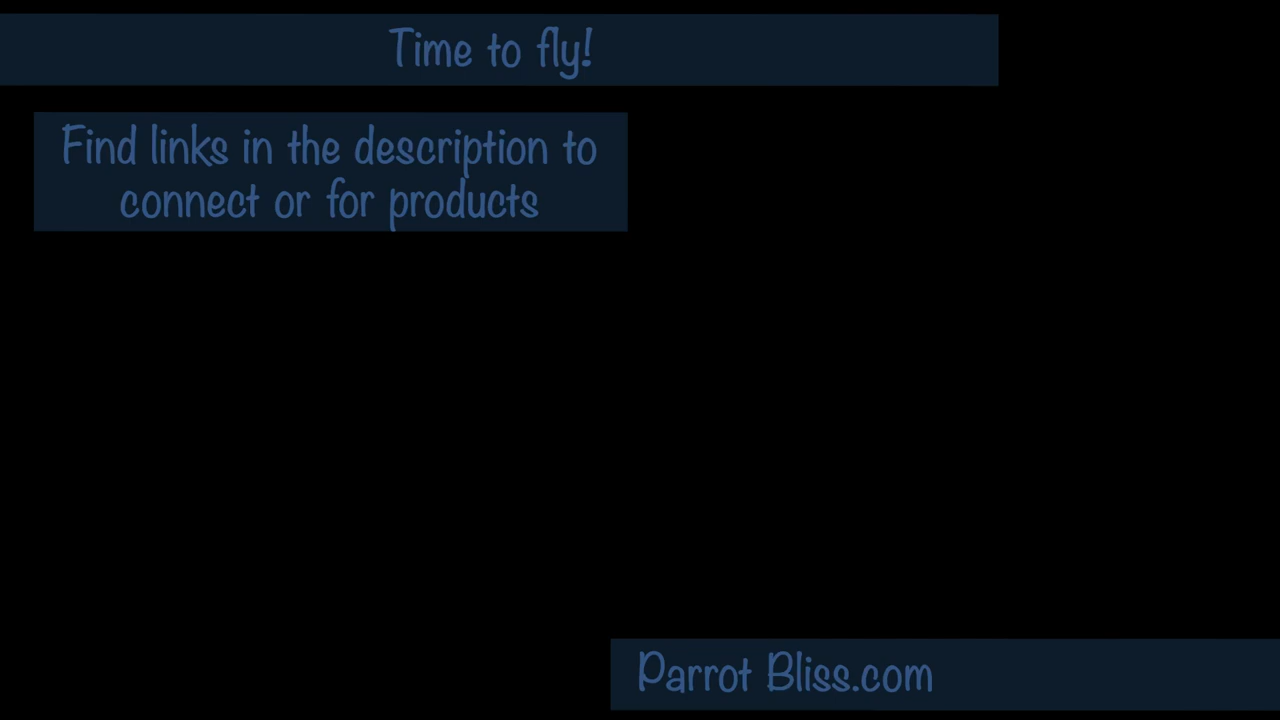 Time to fly!
Find links in the description to
connect or for products
Parrot Bliss.com